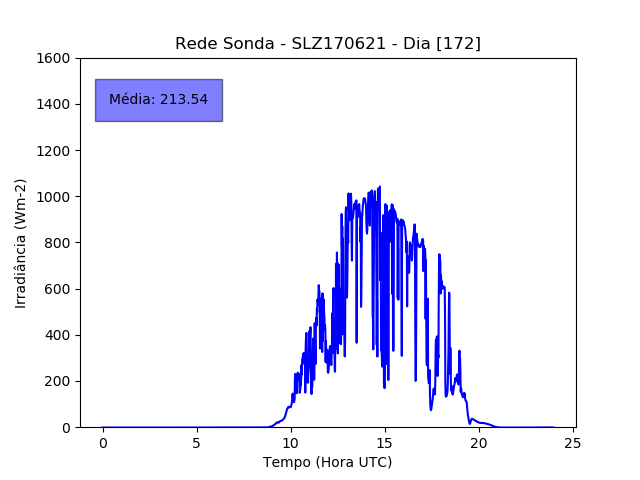 Rede Sonda - SLZ170621 - Dia [172]
1600
Média: 213.54
1400
1200
1000
800
600
400
200
0
Irradiância (Wm-2)
0 5 10 15 20 25
Tempo (Hora UTC)